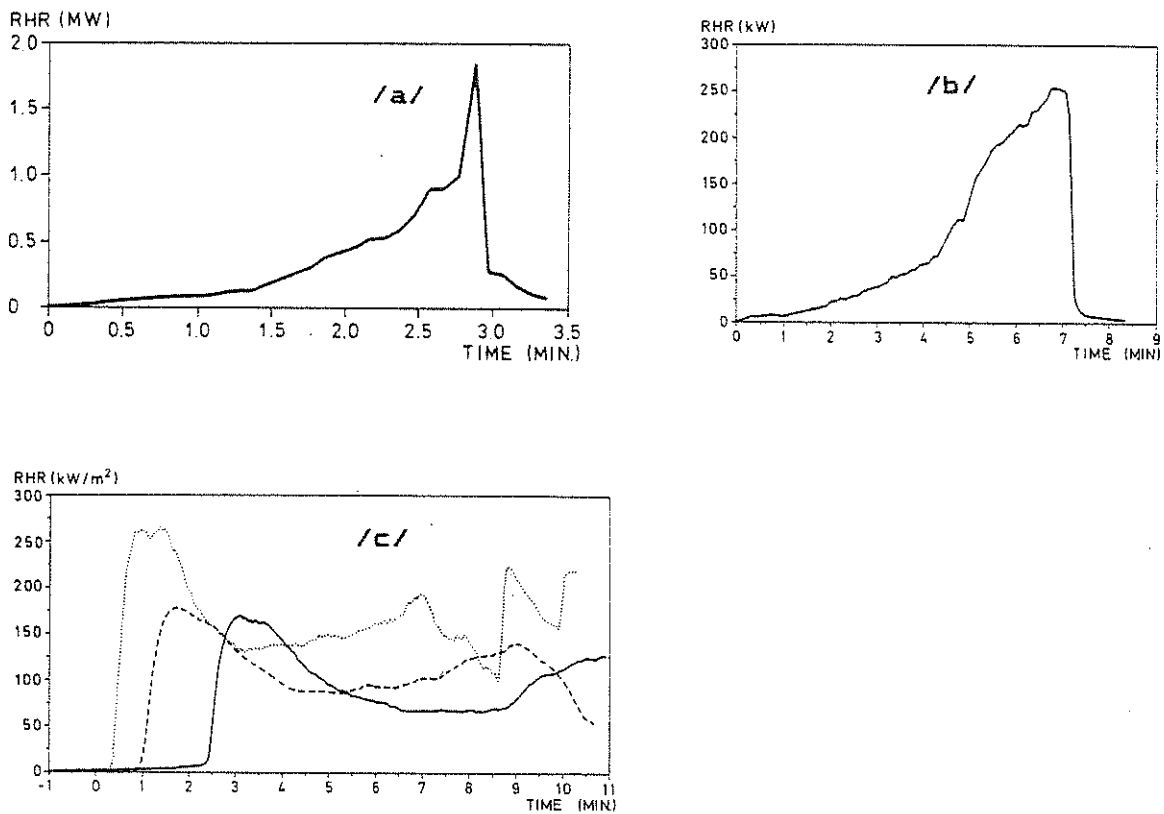 RHR (MW)
2.0
1.5
1.0
0.5
0
/a/
0 0.5 1.0 1.5 2.0 2.5 3.0 3.5
TIME (MIN.)
RHR (kW)
300
250
200
150
100
50
0
/b/
0 1 2 3 4 5 6 7 8 9
TIME (MIN)
RHR (kW/m²)
300
250
200
150
100
50
0
/c/
-1 0 1 2 3 4 5 6 7 8 9 10 11
TIME (MIN.)